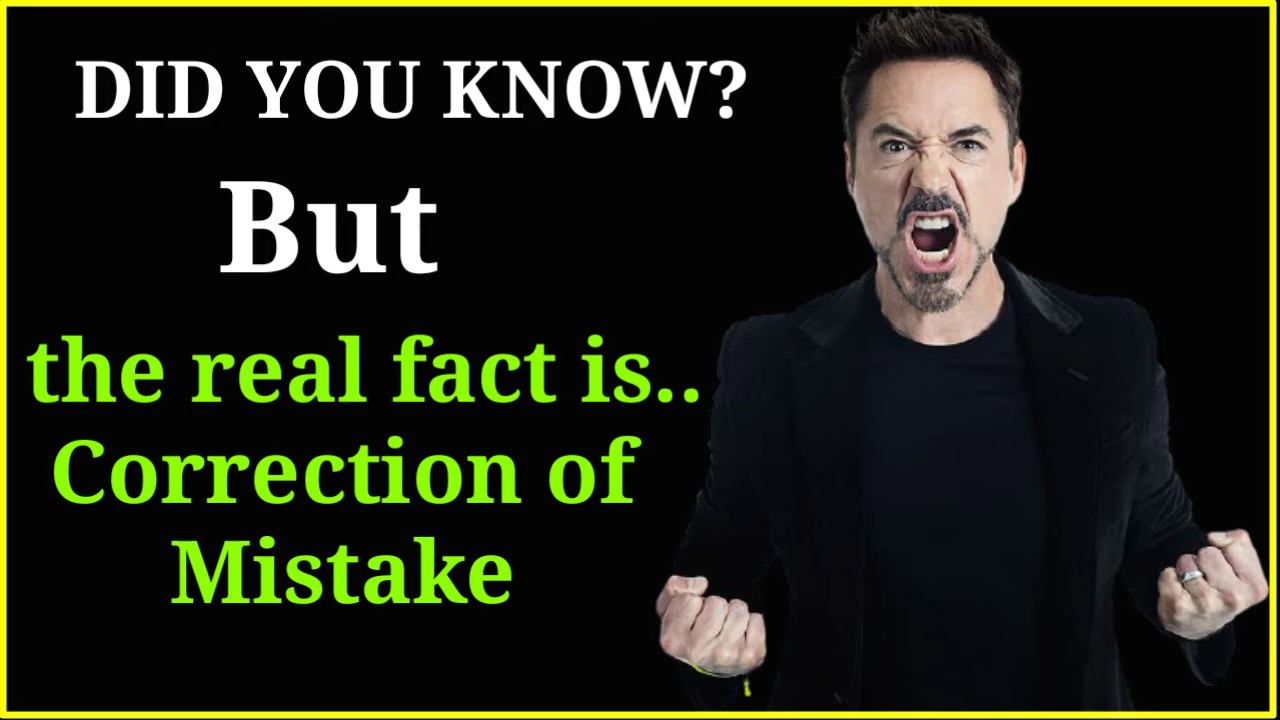 DID YOU KNOW?
But
the real fact is..
Correction of
Mistake